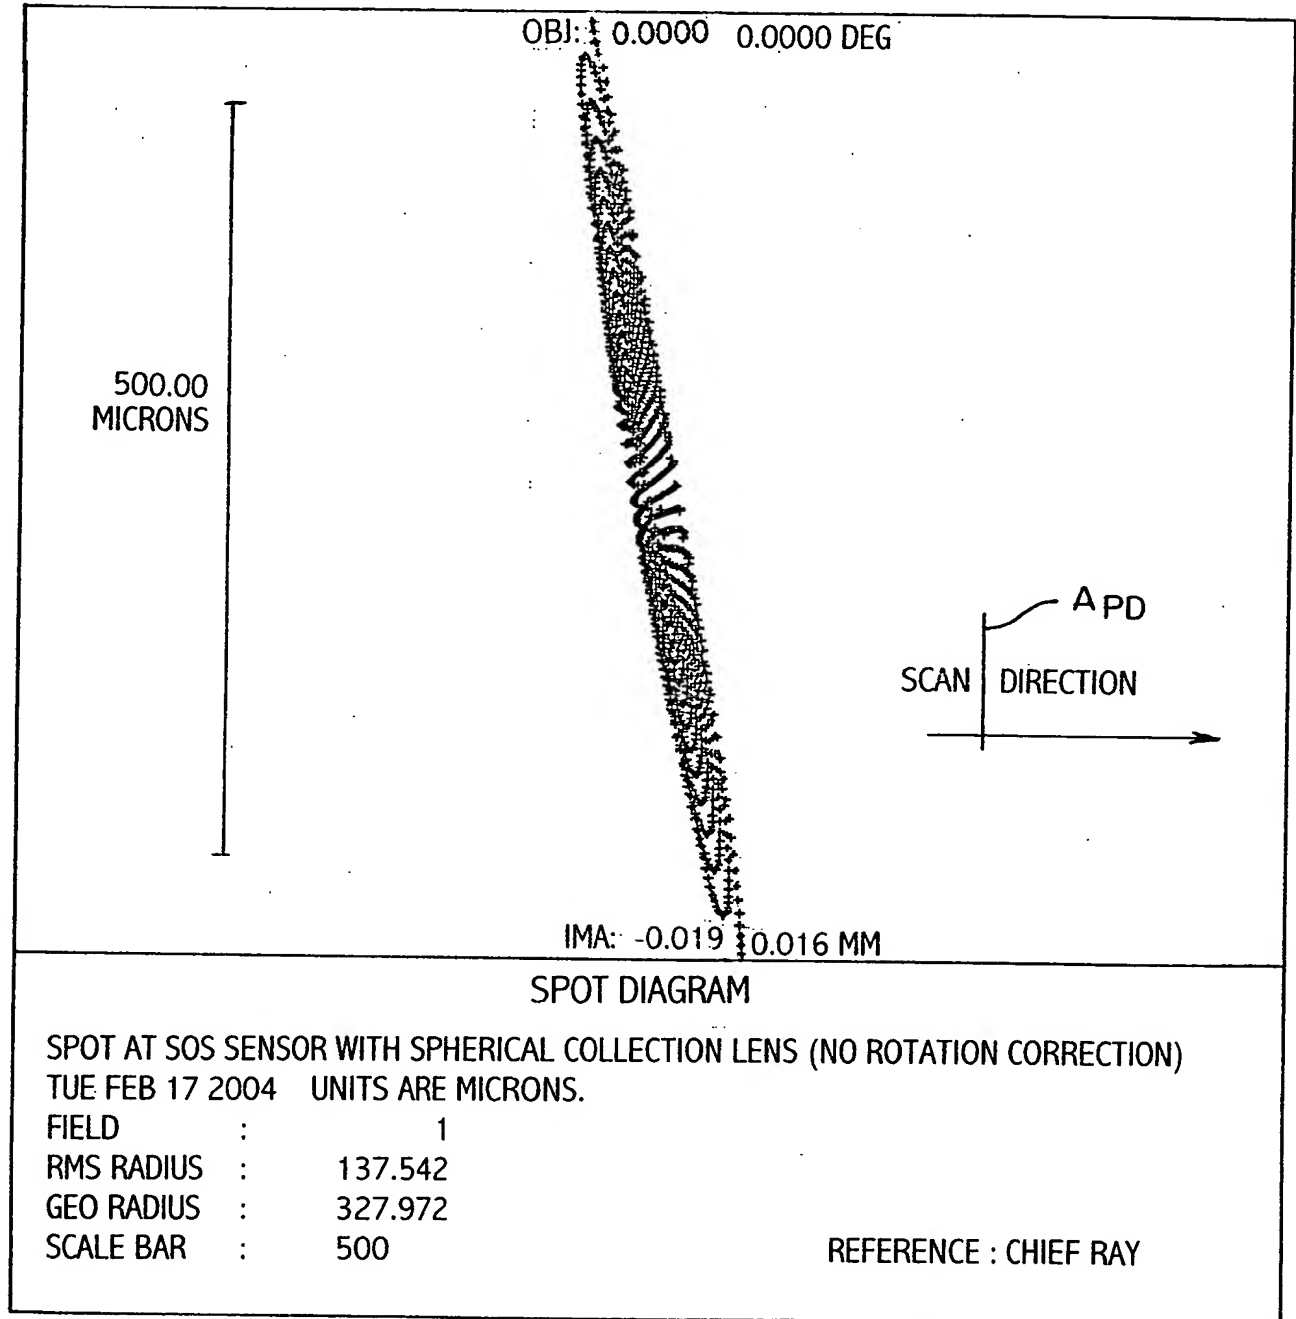 OBJ: 0.0000 0.0000 DEG
500.00
MICRONS
A PD
SCAN DIRECTION
IMA: -0.019 0.016 MM
SPOT DIAGRAM
SPOT AT SOS SENSOR WITH SPHERICAL COLLECTION LENS (NO ROTATION CORRECTION)
TUE FEB 17 2004 UNITS ARE MICRONS.
FIELD : 1
RMS RADIUS : 137.542
GEO RADIUS : 327.972
SCALE BAR : 500 REFERENCE : CHIEF RAY